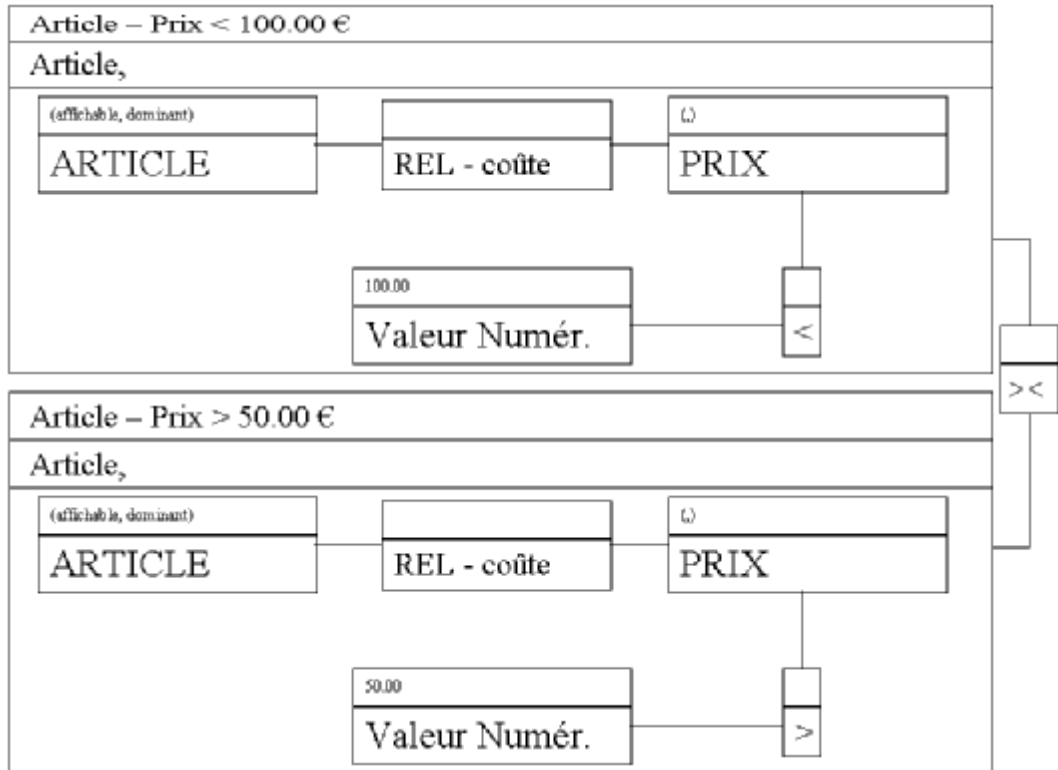 Article – Prix < 100.00 €
Article,
(affichable, dominant)
(,)
ARTICLE
REL - coûte
PRIX
100.00
Valeur Numér.
<
><
Article – Prix > 50.00 €
Article,
(affichable, dominant)
(,)
ARTICLE
REL - coûte
PRIX
50.00
Valeur Numér.
>